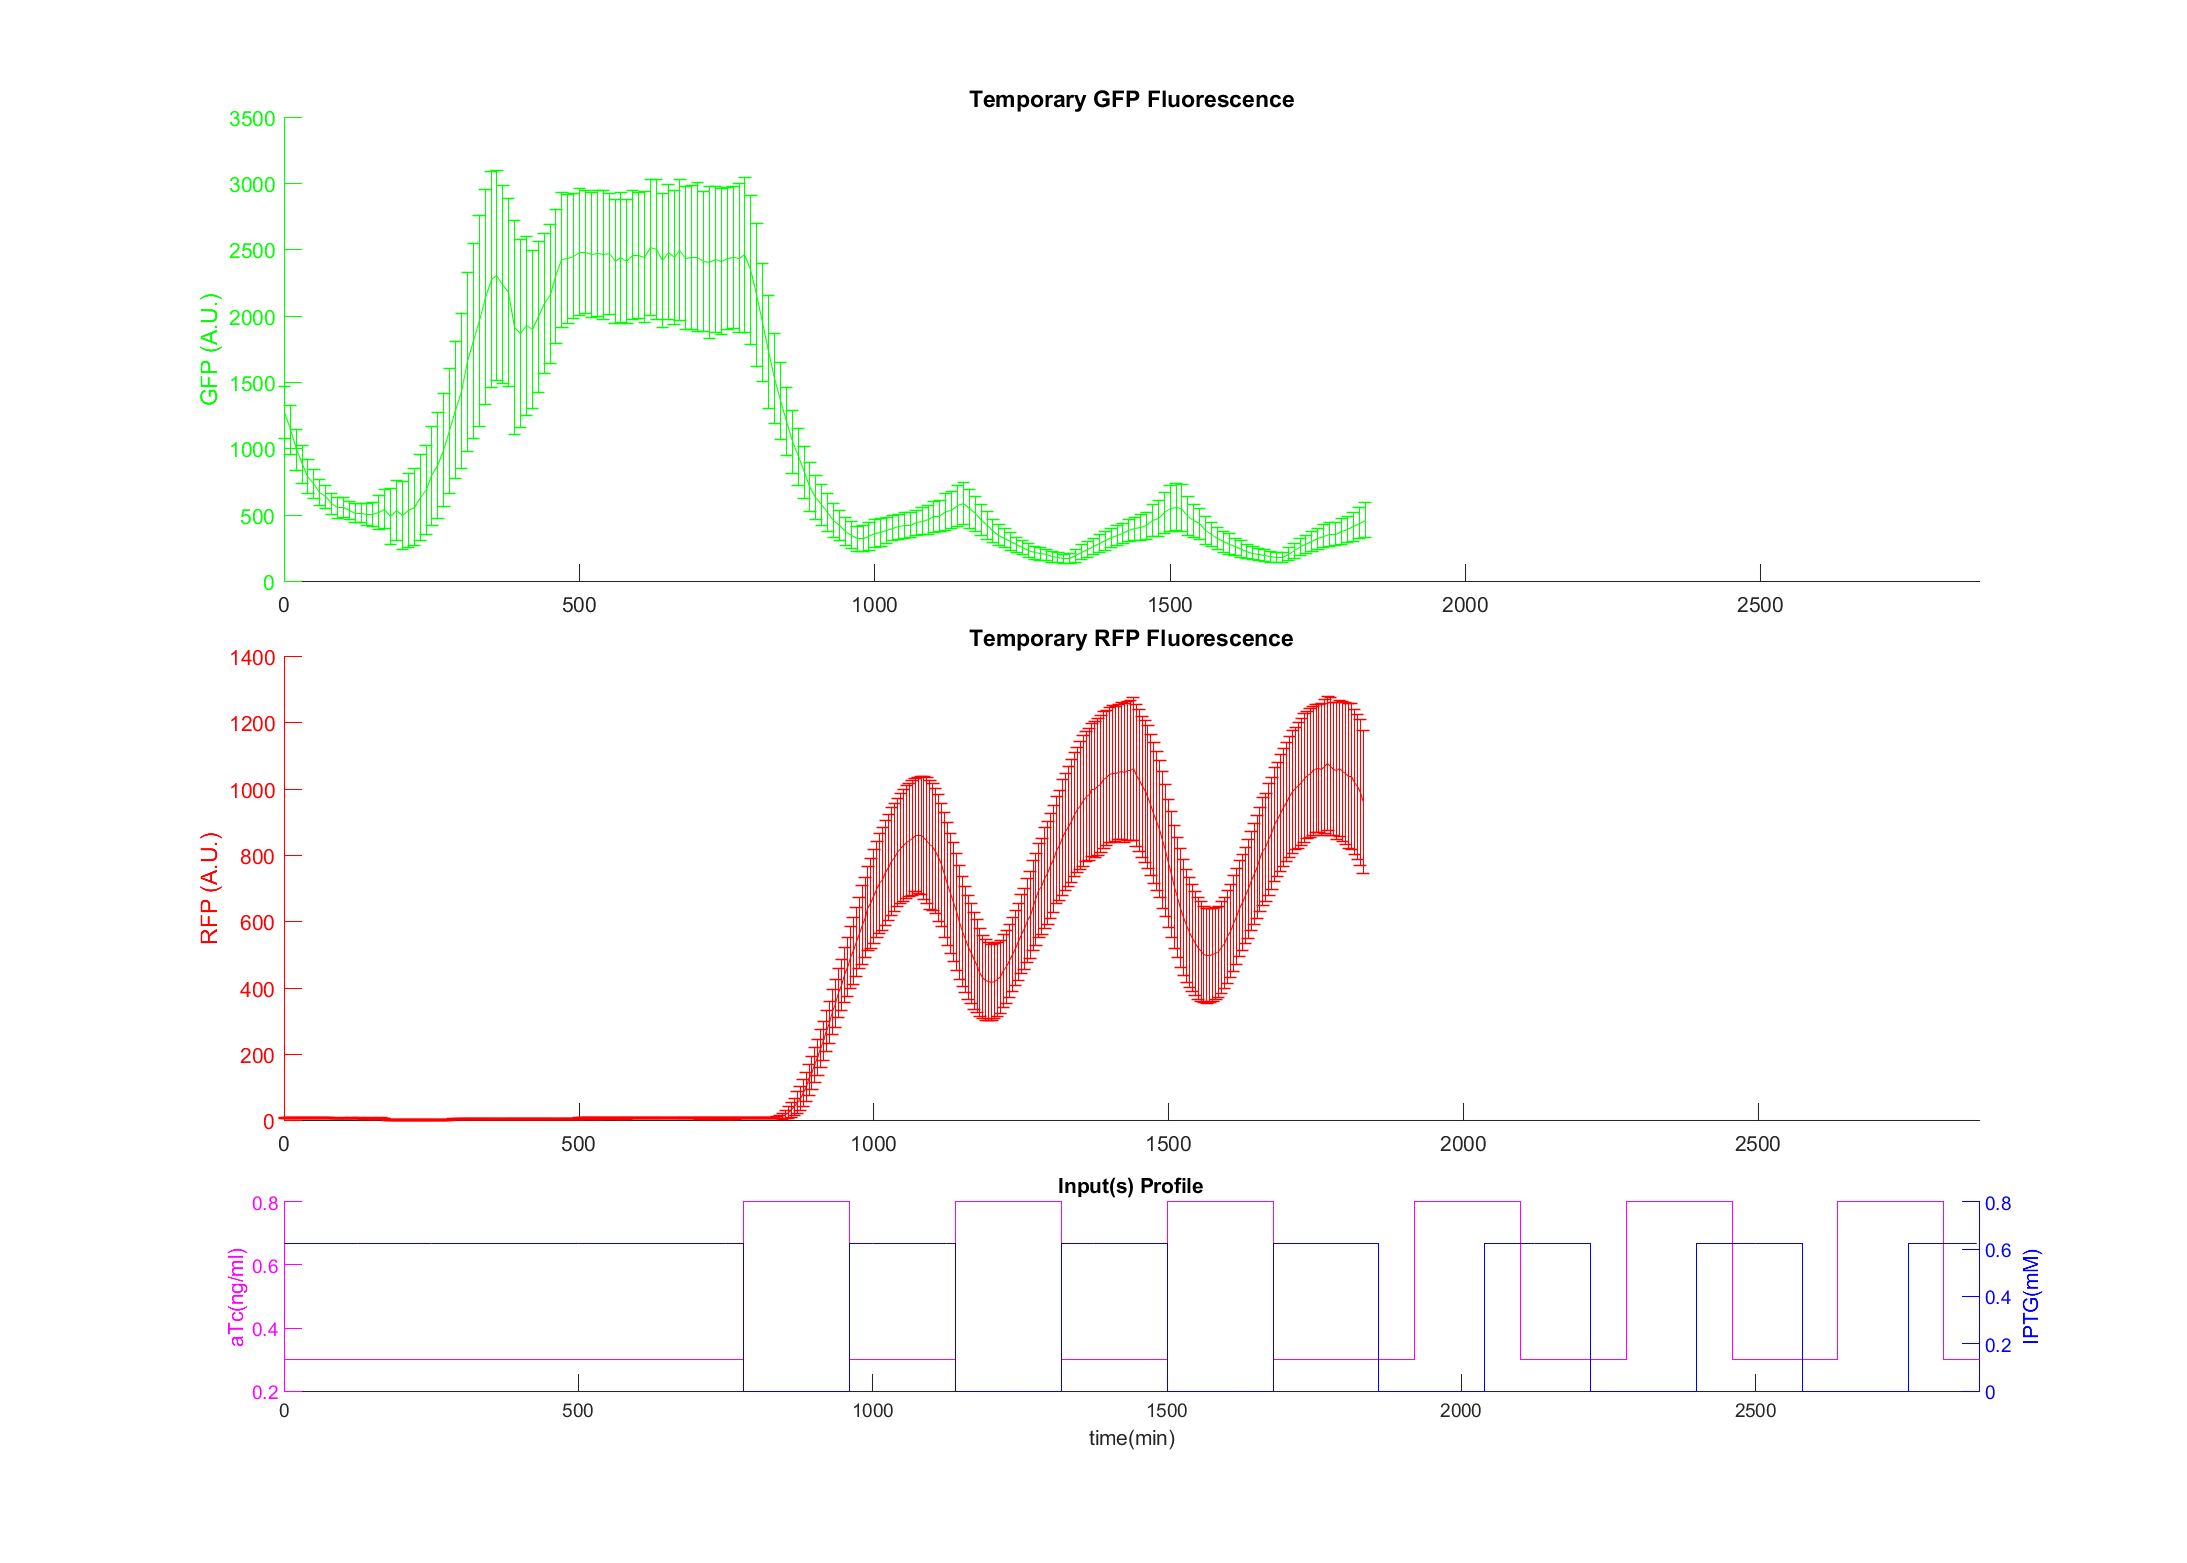 Temporary GFP Fluorescence
3500
3000
2500
2000
1500
1000
500
0
GFP (A.U.)
0 500 1000 1500 2000 2500
Temporary RFP Fluorescence
1400
1200
1000
800
600
400
200
0
RFP (A.U.)
0 500 1000 1500 2000 2500
Input(s) Profile
0.8
0.6
0.4
0.2
aTc(ng/ml)
0.8
0.6
0.4
0.2
0
IPTG(mM)
0 500 1000 1500 2000 2500
time(min)